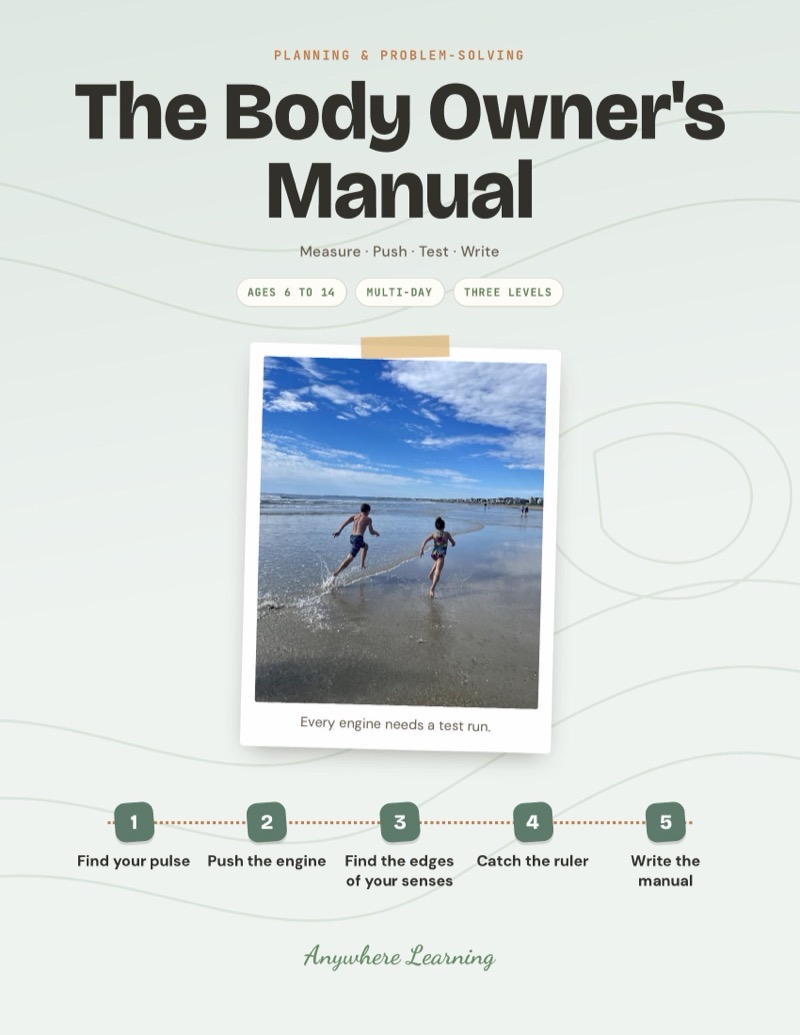 PLANNING & PROBLEM-SOLVING
The Body Owner's
Manual
Measure · Push · Test · Write
AGES 6 TO 14
MULTI-DAY
THREE LEVELS
Every engine needs a test run.
1
Find your pulse
2
Push the engine
3
Find the edges
of your senses
4
Catch the ruler
5
Write the
manual
Anywhere Learning